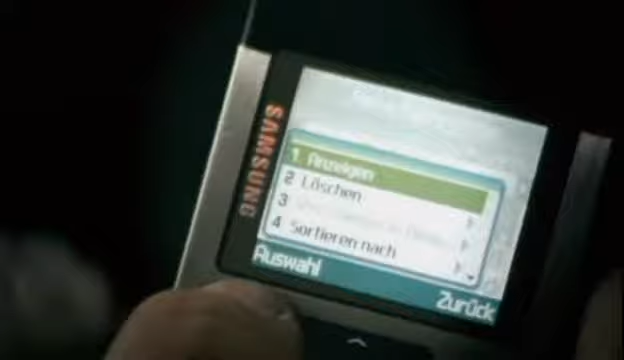 SAMSUNG
1 Anzeigen
2 Löschen
3
4 Sortieren nach
Auswahl
Zurück